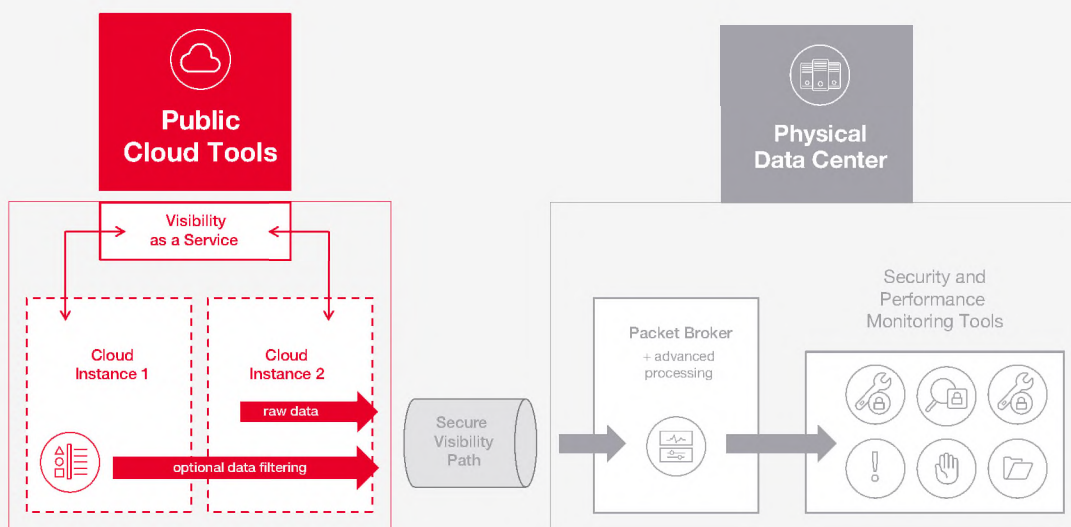 Public
Cloud Tools
Physical
Data Center
Visibility
as a Service
Cloud
Instance 1
Cloud
Instance 2
raw data
optional data filtering
Secure
Visibility
Path
Packet Broker
+ advanced
processing
Security and
Performance
Monitoring Tools